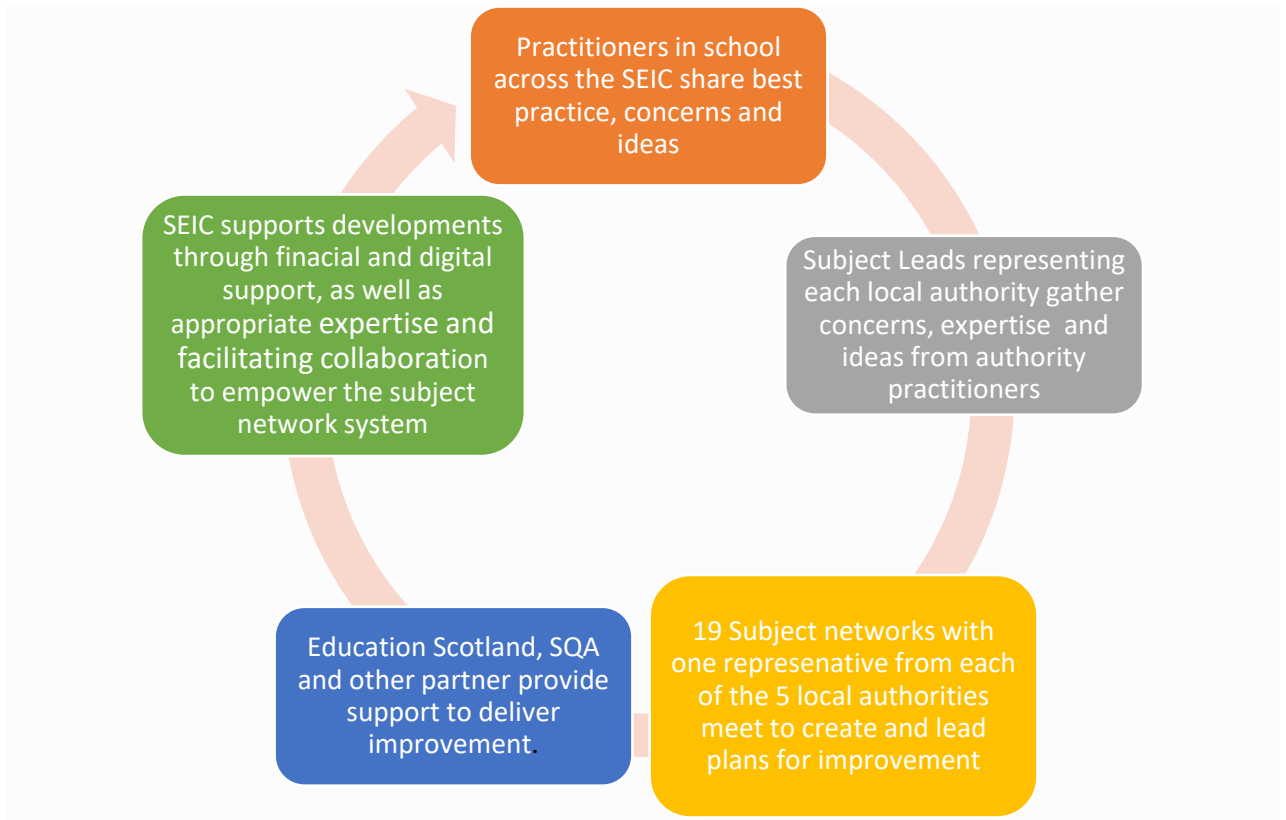 Practitioners in school
across the SEIC share best
practice, concerns and
ideas
Subject Leads representing
each local authority gather
concerns, expertise and
ideas from authority
practitioners
19 Subject networks with
one represenative from each
of the 5 local authorities
meet to create and lead
plans for improvement
Education Scotland, SQA
and other partner provide
support to deliver
improvement.
SEIC supports developments
through finacial and digital
support, as well as
appropriate expertise and
facilitating collaboration
to empower the subject
network system